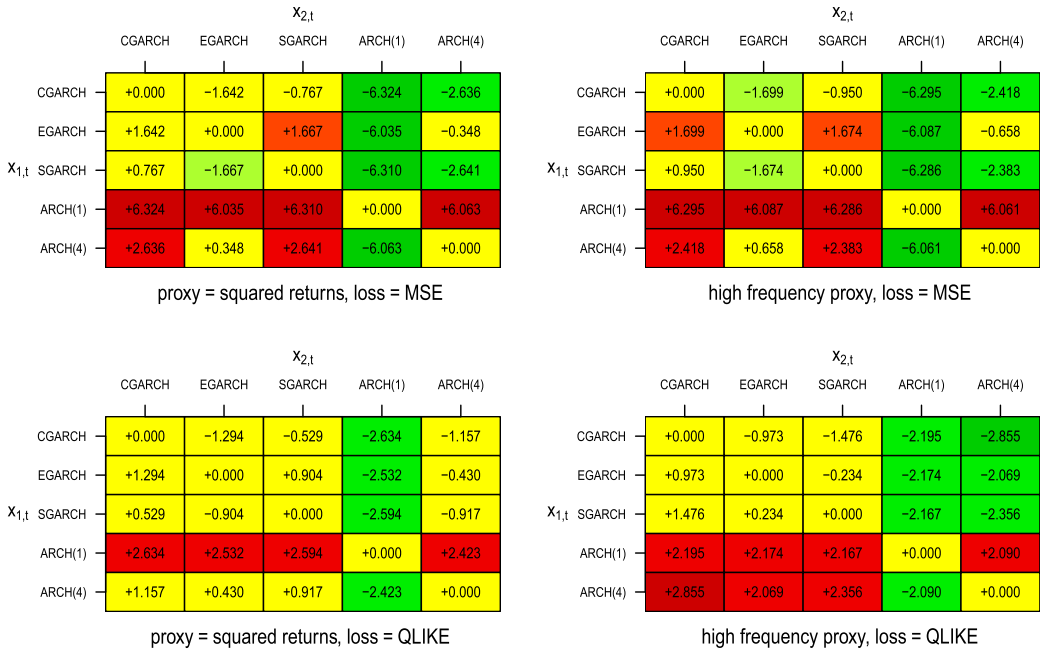 x2,t
CGARCH EGARCH SGARCH ARCH(1) ARCH(4)
CGARCH +0.000 −1.642 −0.767 −6.324 −2.636
EGARCH +1.642 +0.000 +1.667 −6.035 −0.348
x1,t SGARCH +0.767 −1.667 +0.000 −6.310 −2.641
ARCH(1) +6.324 +6.035 +6.310 +0.000 +6.063
ARCH(4) +2.636 +0.348 +2.641 −6.063 +0.000
proxy = squared returns, loss = MSE
x2,t
CGARCH EGARCH SGARCH ARCH(1) ARCH(4)
CGARCH +0.000 −1.699 −0.950 −6.295 −2.418
EGARCH +1.699 +0.000 +1.674 −6.087 −0.658
x1,t SGARCH +0.950 −1.674 +0.000 −6.286 −2.383
ARCH(1) +6.295 +6.087 +6.286 +0.000 +6.061
ARCH(4) +2.418 +0.658 +2.383 −6.061 +0.000
high frequency proxy, loss = MSE
x2,t
CGARCH EGARCH SGARCH ARCH(1) ARCH(4)
CGARCH +0.000 −1.294 −0.529 −2.634 −1.157
EGARCH +1.294 +0.000 +0.904 −2.532 −0.430
x1,t SGARCH +0.529 −0.904 +0.000 −2.594 −0.917
ARCH(1) +2.634 +2.532 +2.594 +0.000 +2.423
ARCH(4) +1.157 +0.430 +0.917 −2.423 +0.000
proxy = squared returns, loss = QLIKE
x2,t
CGARCH EGARCH SGARCH ARCH(1) ARCH(4)
CGARCH +0.000 −0.973 −1.476 −2.195 −2.855
EGARCH +0.973 +0.000 −0.234 −2.174 −2.069
x1,t SGARCH +1.476 +0.234 +0.000 −2.167 −2.356
ARCH(1) +2.195 +2.174 +2.167 +0.000 +2.090
ARCH(4) +2.855 +2.069 +2.356 −2.090 +0.000
high frequency proxy, loss = QLIKE